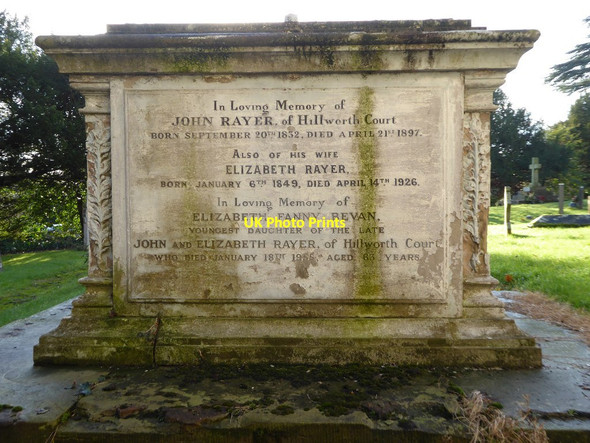 In Loving Memory of
JOHN RAYER, of Hillworth Court
BORN SEPTEMBER 20TH 1852, DIED APRIL 21ST 1897.
ALSO OF HIS WIFE
ELIZABETH RAYER,
BORN, JANUARY 6TH 1849, DIED APRIL 14TH 1926.
In Loving Memory of
ELIZABETH FANNY BEVAN,
UK Photo Prints
YOUNGEST DAUGHTER OF THE LATE
JOHN AND ELIZABETH RAYER, of Hillworth Court
WHO DIED JANUARY 18TH AGED 65 YEARS.